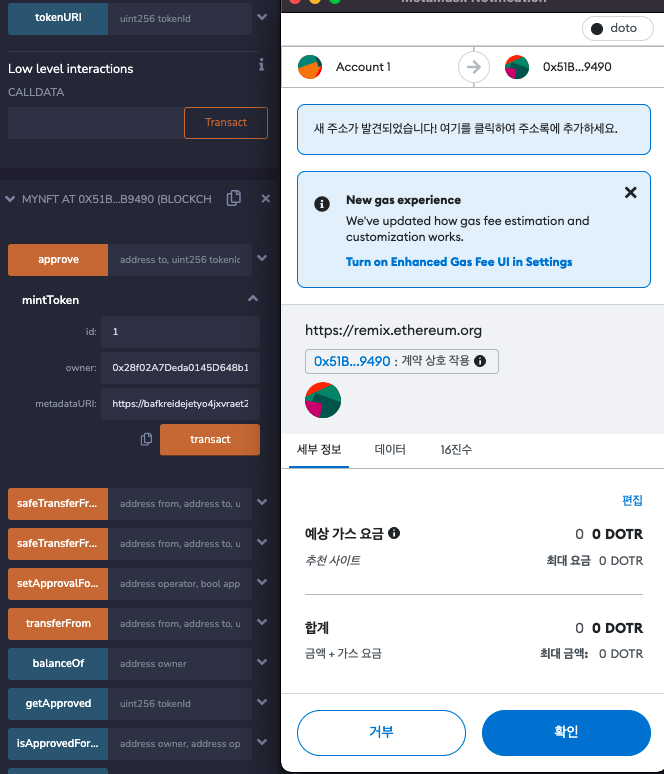 tokenURI
uint256 tokenId
Low level interactions
CALLDATA
Transact
MYNFT AT 0X51B...B9490 (BLOCKCH
approve
address to, uint256 tokenId
mintToken
id:
1
owner:
0x28f02A7Deda0145D648b1
metadataURI:
https://bafkreidejetyo4jxvraet2
transact
safeTransferFr...
address from, address to, u
safeTransferFr...
address from, address to, u
setApprovalFo...
address operator, bool app
transferFrom
address from, address to, u
balanceOf
address owner
getApproved
uint256 tokenId
isApprovedFor...
address owner, address op
MetaMask Notification
doto
Account 1
0x51B...9490
새 주소가 발견되었습니다! 여기를 클릭하여 주소록에 추가하세요.
New gas experience
We've updated how gas fee estimation and
customization works.
Turn on Enhanced Gas Fee UI in Settings
https://remix.ethereum.org
0x51B...9490 : 계약 상호 작용
세부 정보
데이터
16진수
편집
예상 가스 요금
0 0 DOTR
추천 사이트
최대 요금 0 DOTR
합계
0 0 DOTR
금액 + 가스 요금
최대 금액: 0 DOTR
거부
확인